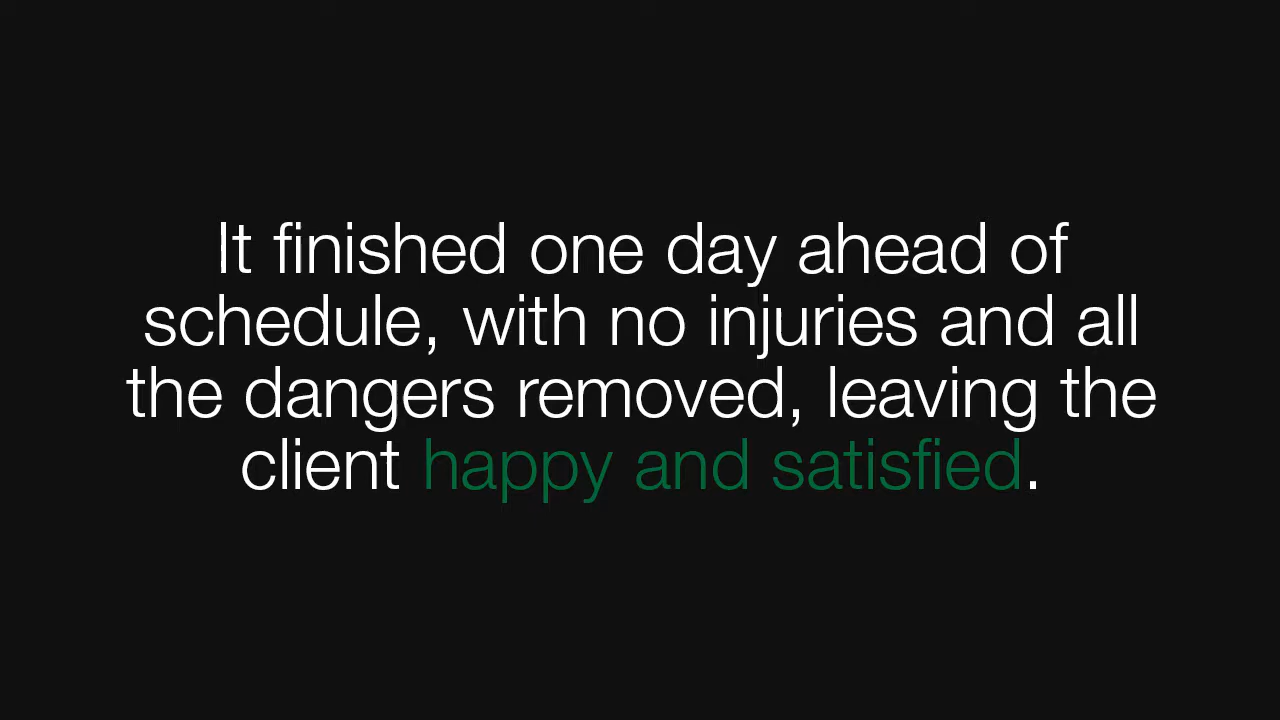 It finished one day ahead of
schedule, with no injuries and all
the dangers removed, leaving the
client happy and satisfied.